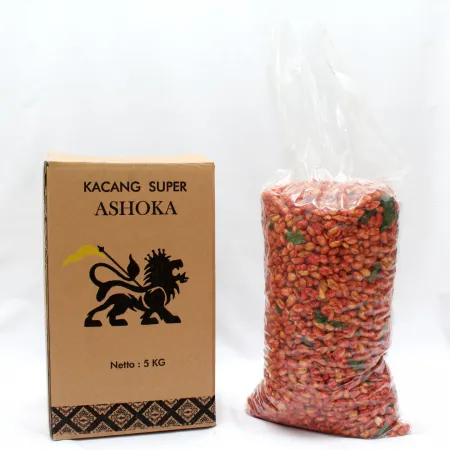 KACANG SUPER
ASHOKA
Netto : 5 KG